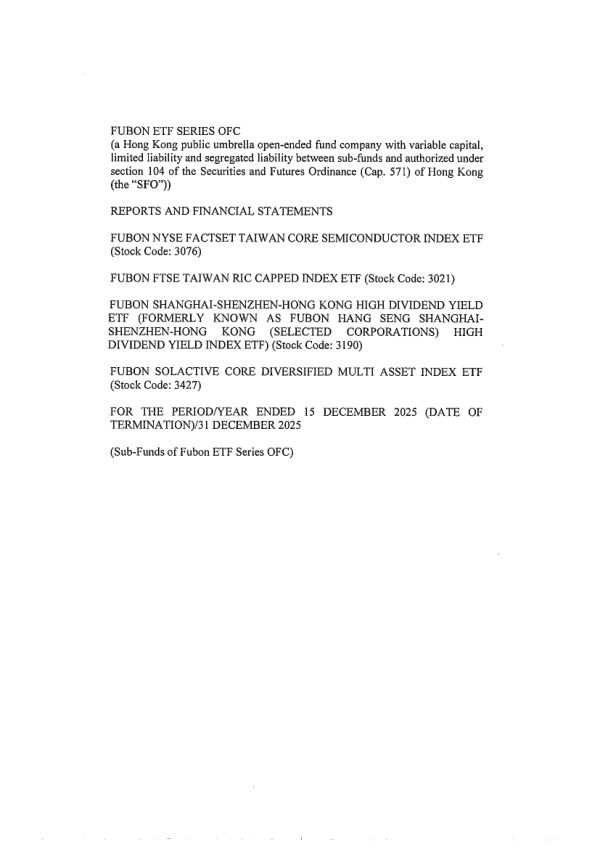 FUBON ETF SERIES OFC
(a Hong Kong public umbrella open-ended fund company with variable capital,
limited liability and segregated liability between sub-funds and authorized under
section 104 of the Securities and Futures Ordinance (Cap. 571) of Hong Kong
(the “SFO”))
REPORTS AND FINANCIAL STATEMENTS
FUBON NYSE FACTSET TAIWAN CORE SEMICONDUCTOR INDEX ETF
(Stock Code: 3076)
FUBON FTSE TAIWAN RIC CAPPED INDEX ETF (Stock Code: 3021)
FUBON SHANGHAI-SHENZHEN-HONG KONG HIGH DIVIDEND YIELD
ETF (FORMERLY KNOWN AS FUBON HANG SENG SHANGHAI-
SHENZHEN-HONG KONG (SELECTED CORPORATIONS) HIGH
DIVIDEND YIELD INDEX ETF) (Stock Code: 3190)
FUBON SOLACTIVE CORE DIVERSIFIED MULTI ASSET INDEX ETF
(Stock Code: 3427)
FOR THE PERIOD/YEAR ENDED 15 DECEMBER 2025 (DATE OF
TERMINATION)/31 DECEMBER 2025
(Sub-Funds of Fubon ETF Series OFC)